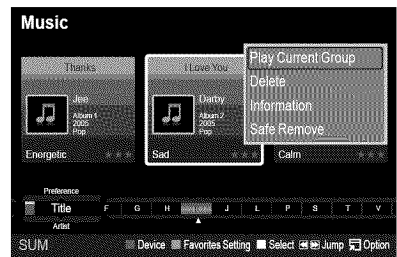 Music
Thanks
Jee
Album 1
2005
Pop
Energetic
I Love You
Darby
Album 2
2005
Pop
Sad
Calm
Play Current Group
Delete
Information
Safe Remove
Preference
Title
Artist
F G H J L P S T V
SUM Device Favorites Setting Select Jump Option